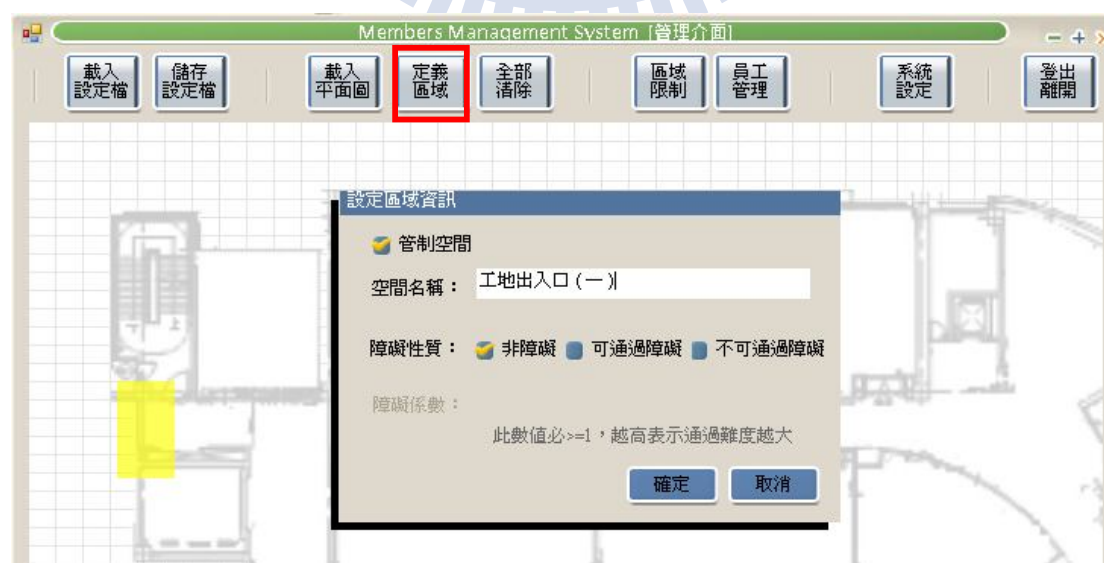 Members Management System [管理介面]
載入設定檔 儲存設定檔 載入平面圖 定義區域 全部清除 區域限制 員工管理 系統設定 登出離開
設定區域資訊
管制空間
空間名稱： 工地出入口 (一)
障礙性質： 非障礙 可通過障礙 不可通過障礙
障礙係數：
此數值必>=1，越高表示通過難度越大
確定 取消
下 上